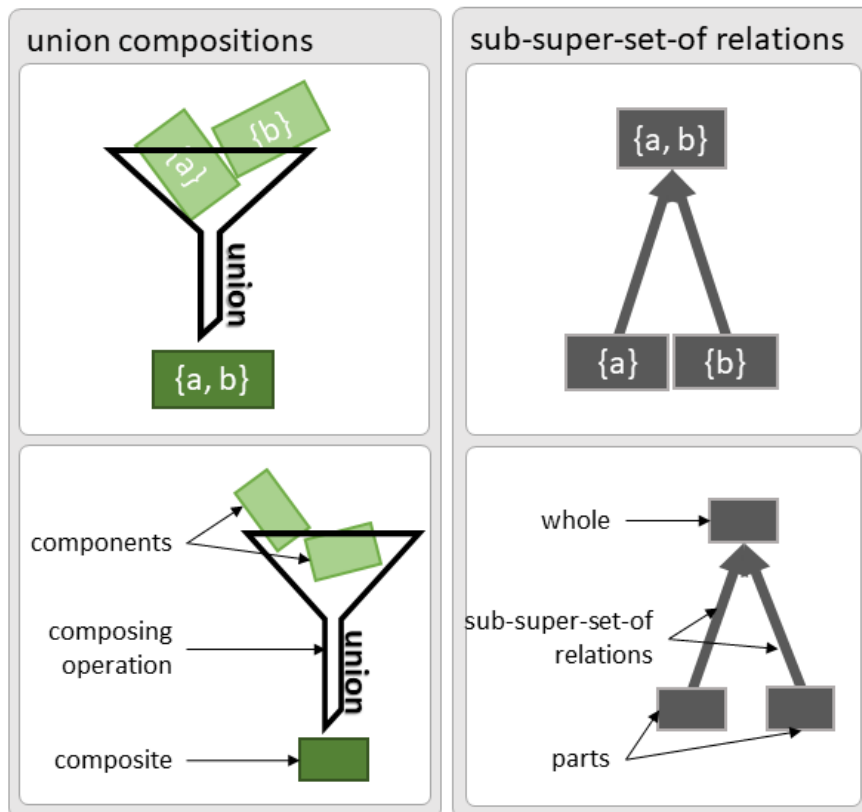 union compositions
{a}
{b}
union
{a, b}
components
composing
operation
union
composite
sub-super-set-of relations
{a, b}
{a}
{b}
whole
sub-super-set-of
relations
parts